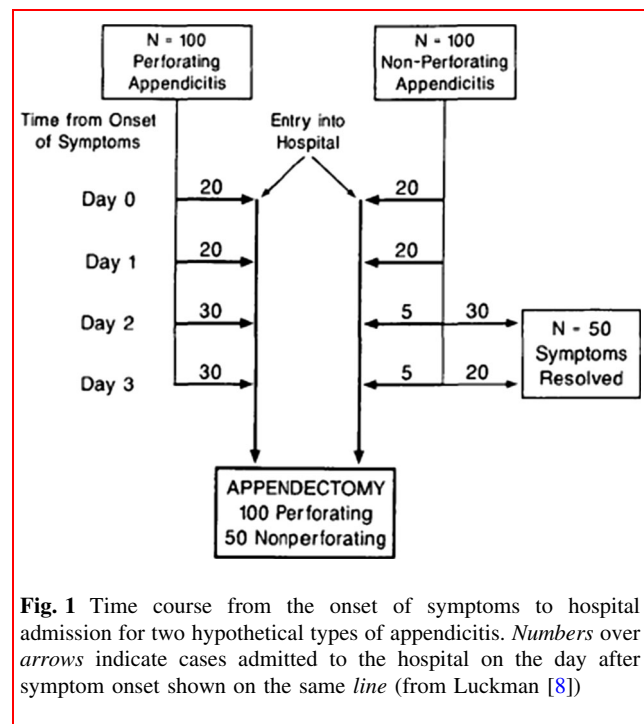 N = 100
Perforating
Appendicitis
N = 100
Non-Perforating
Appendicitis
Time from Onset
of Symptoms
Entry into
Hospital
Day 0 20 20
Day 1 20 20
Day 2 30 5 30
Day 3 30 5 20
N - 50
Symptoms
Resolved
APPENDECTOMY
100 Perforating
50 Nonperforating
Fig. 1 Time course from the onset of symptoms to hospital
admission for two hypothetical types of appendicitis. Numbers over
arrows indicate cases admitted to the hospital on the day after
symptom onset shown on the same line (from Luckman [8])